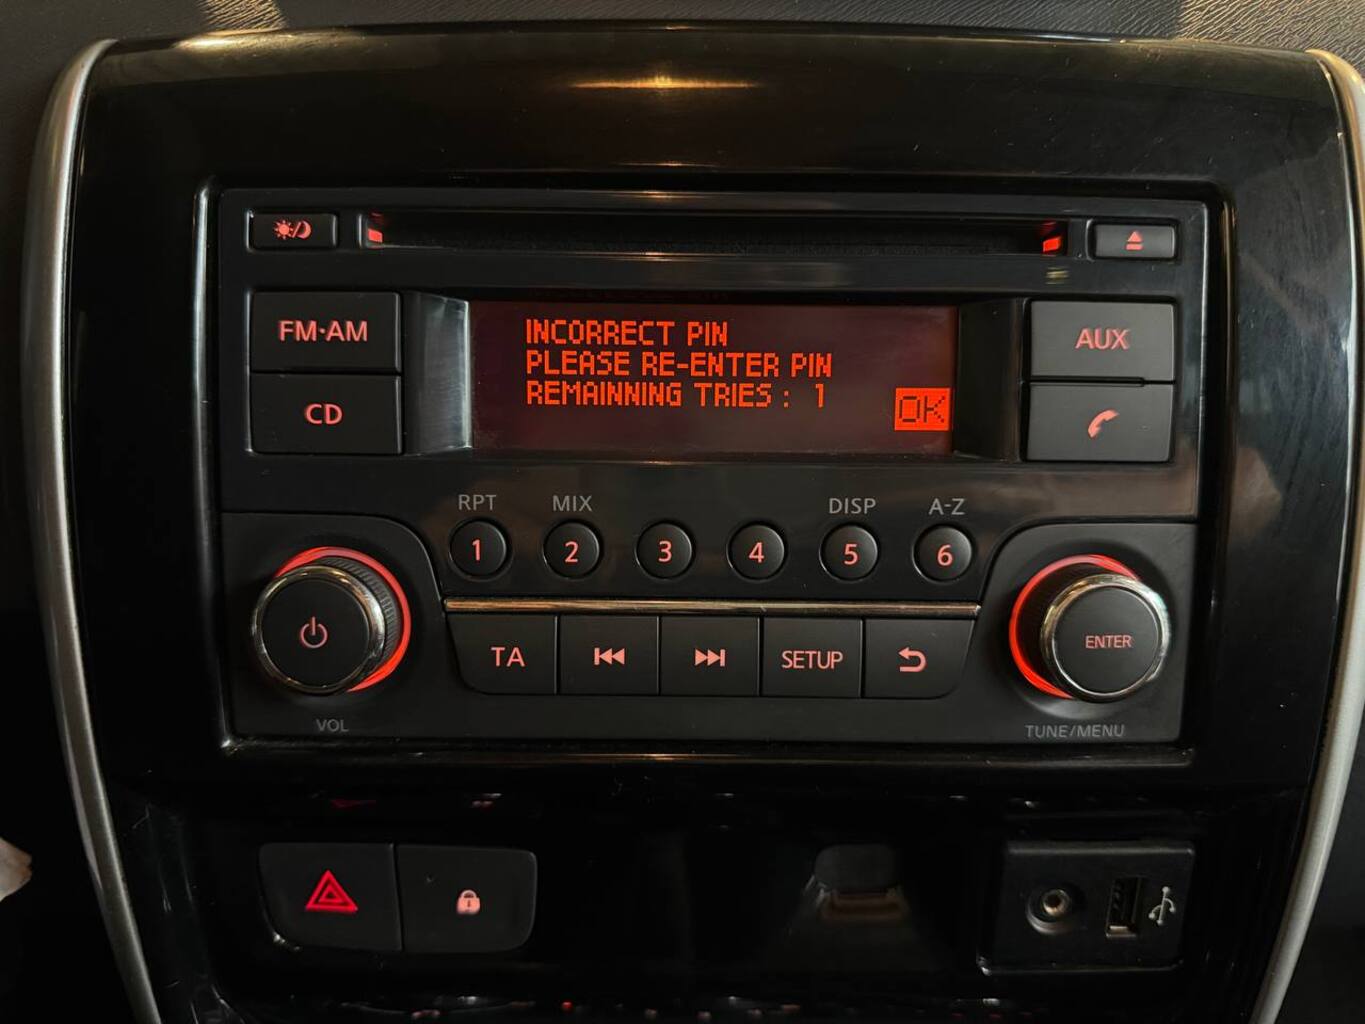 FM·AM
CD
INCORRECT PIN
PLEASE RE-ENTER PIN
REMAINNING TRIES : 1
OK
AUX
RPT MIX DISP A-Z
1 2 3 4 5 6
TA SETUP
ENTER
VOL
TUNE/MENU